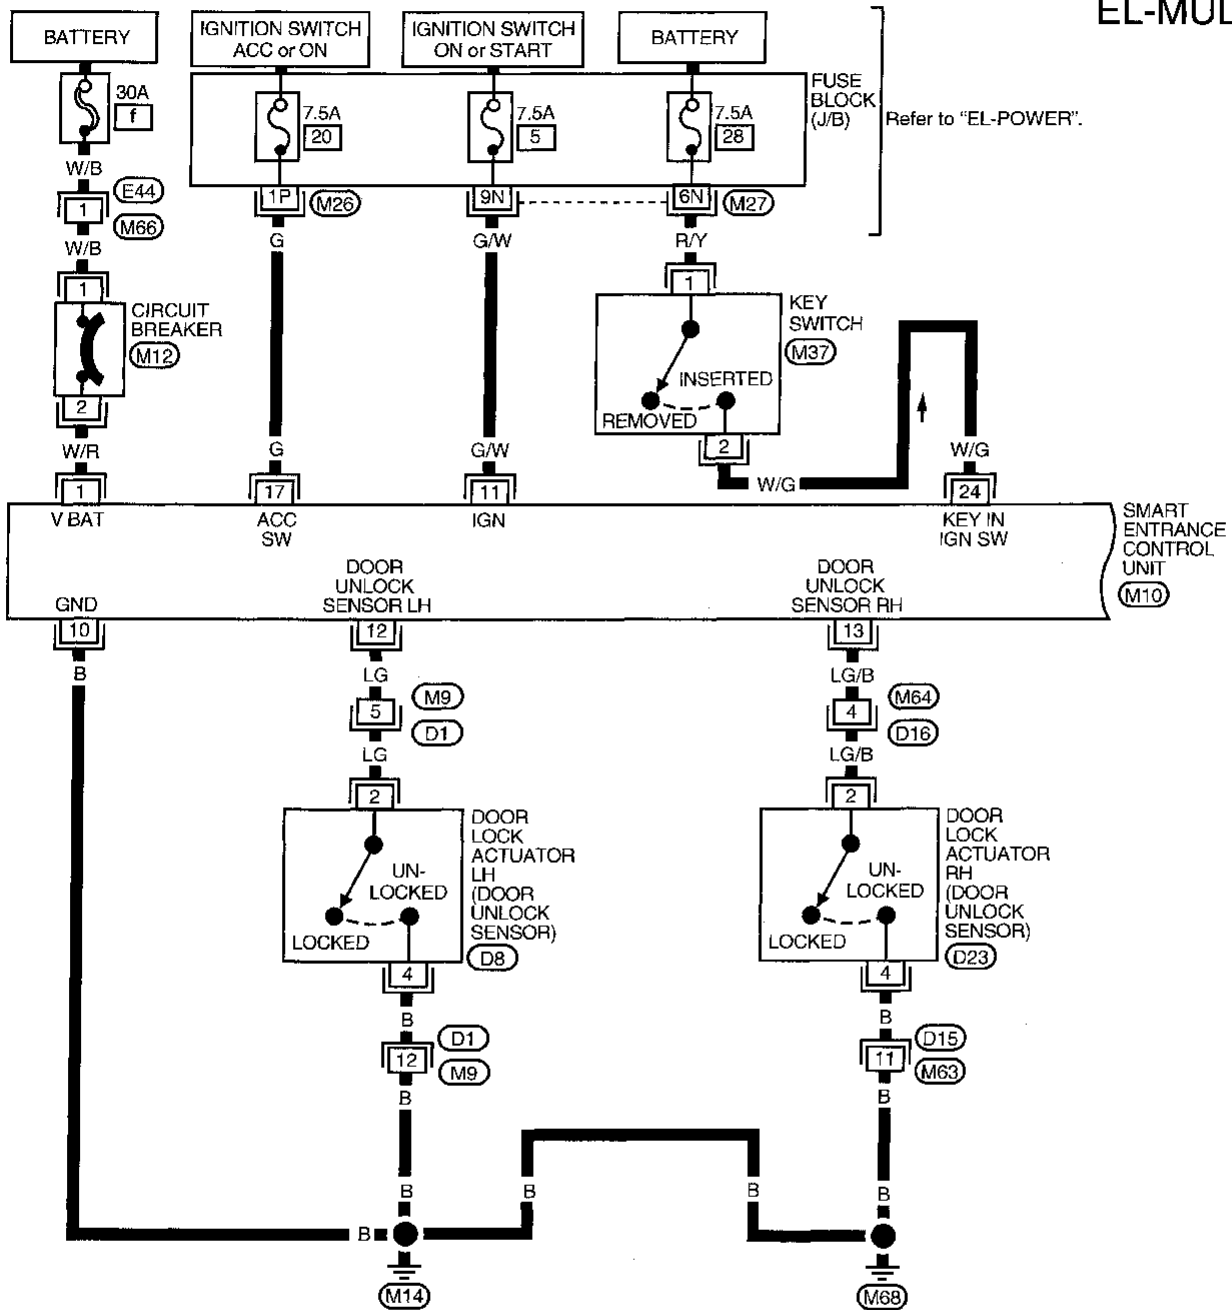 EL-MUL
BATTERY
IGNITION SWITCH
ACC or ON
IGNITION SWITCH
ON or START
BATTERY
30A
f
7.5A
20
7.5A
5
7.5A
28
FUSE
BLOCK
(J/B)
Refer to "EL-POWER".
W/B
E44
1
M66
W/B
1P
M26
9N
6N
M27
G
G/W
R/Y
1
CIRCUIT
BREAKER
M12
2
W/R
1
KEY
SWITCH
M37
INSERTED
REMOVED
2
G
G/W
W/G
W/G
1
17
11
24
V BAT
ACC
SW
IGN
KEY IN
IGN SW
SMART
ENTRANCE
CONTROL
UNIT
M10
DOOR
UNLOCK
SENSOR LH
DOOR
UNLOCK
SENSOR RH
GND
10
12
13
B
LG
LG/B
5
M9
D1
4
M64
D16
LG
LG/B
2
2
DOOR
LOCK
ACTUATOR
LH
(DOOR
UNLOCK
SENSOR)
D8
UN-
LOCKED
LOCKED
DOOR
LOCK
ACTUATOR
RH
(DOOR
UNLOCK
SENSOR)
D23
UN-
LOCKED
LOCKED
4
4
B
B
12
D1
M9
11
D15
M63
B
B
B
B
B
B
B
M14
M68